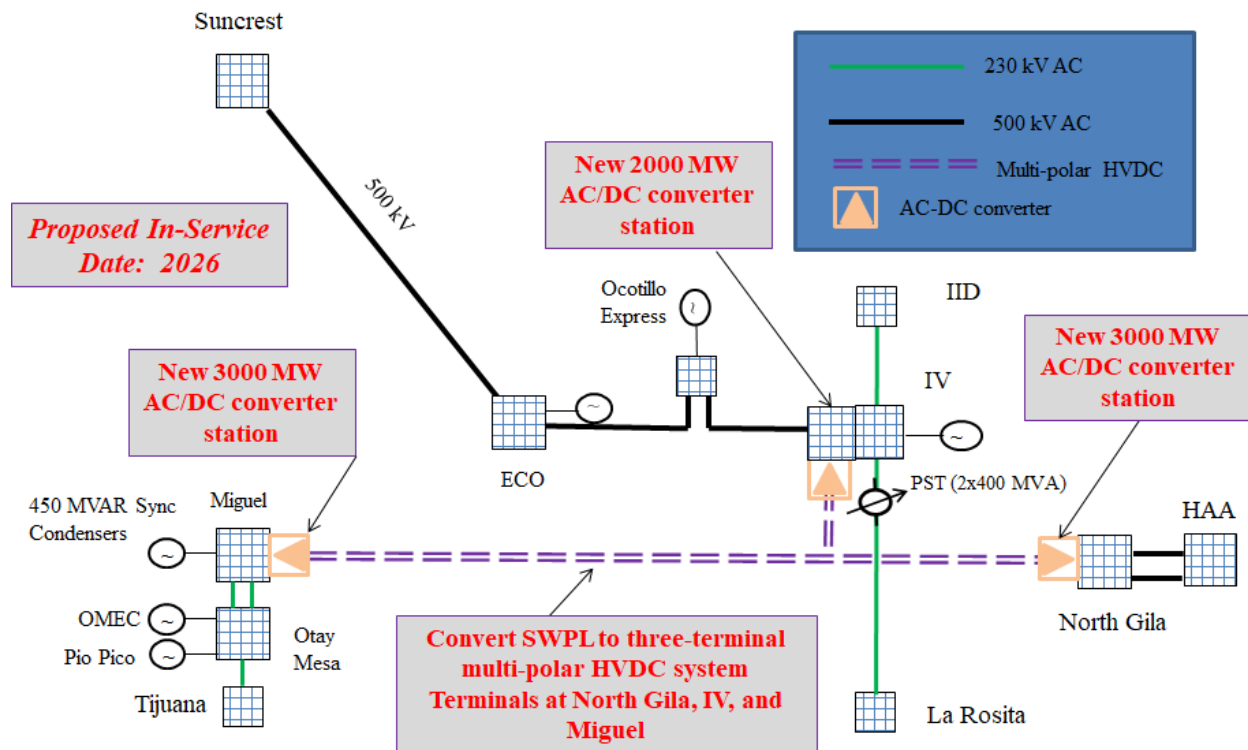 Suncrest
230 kV AC
500 kV AC
Multi-polar HVDC
AC-DC converter
New 2000 MW
AC/DC converter
station
500 kV
Proposed In-Service
Date: 2026
Ocotillo
Express
~
IID
New 3000 MW
AC/DC converter
station
New 3000 MW
AC/DC converter
station
IV
~
~
ECO
PST (2x400 MVA)
Miguel
450 MVAR Sync
Condensers
~
HAA
OMEC
~
Pio Pico
~
Otay
Mesa
North Gila
Convert SWPL to three-terminal
multi-polar HVDC system
Terminals at North Gila, IV, and
Miguel
Tijuana
La Rosita